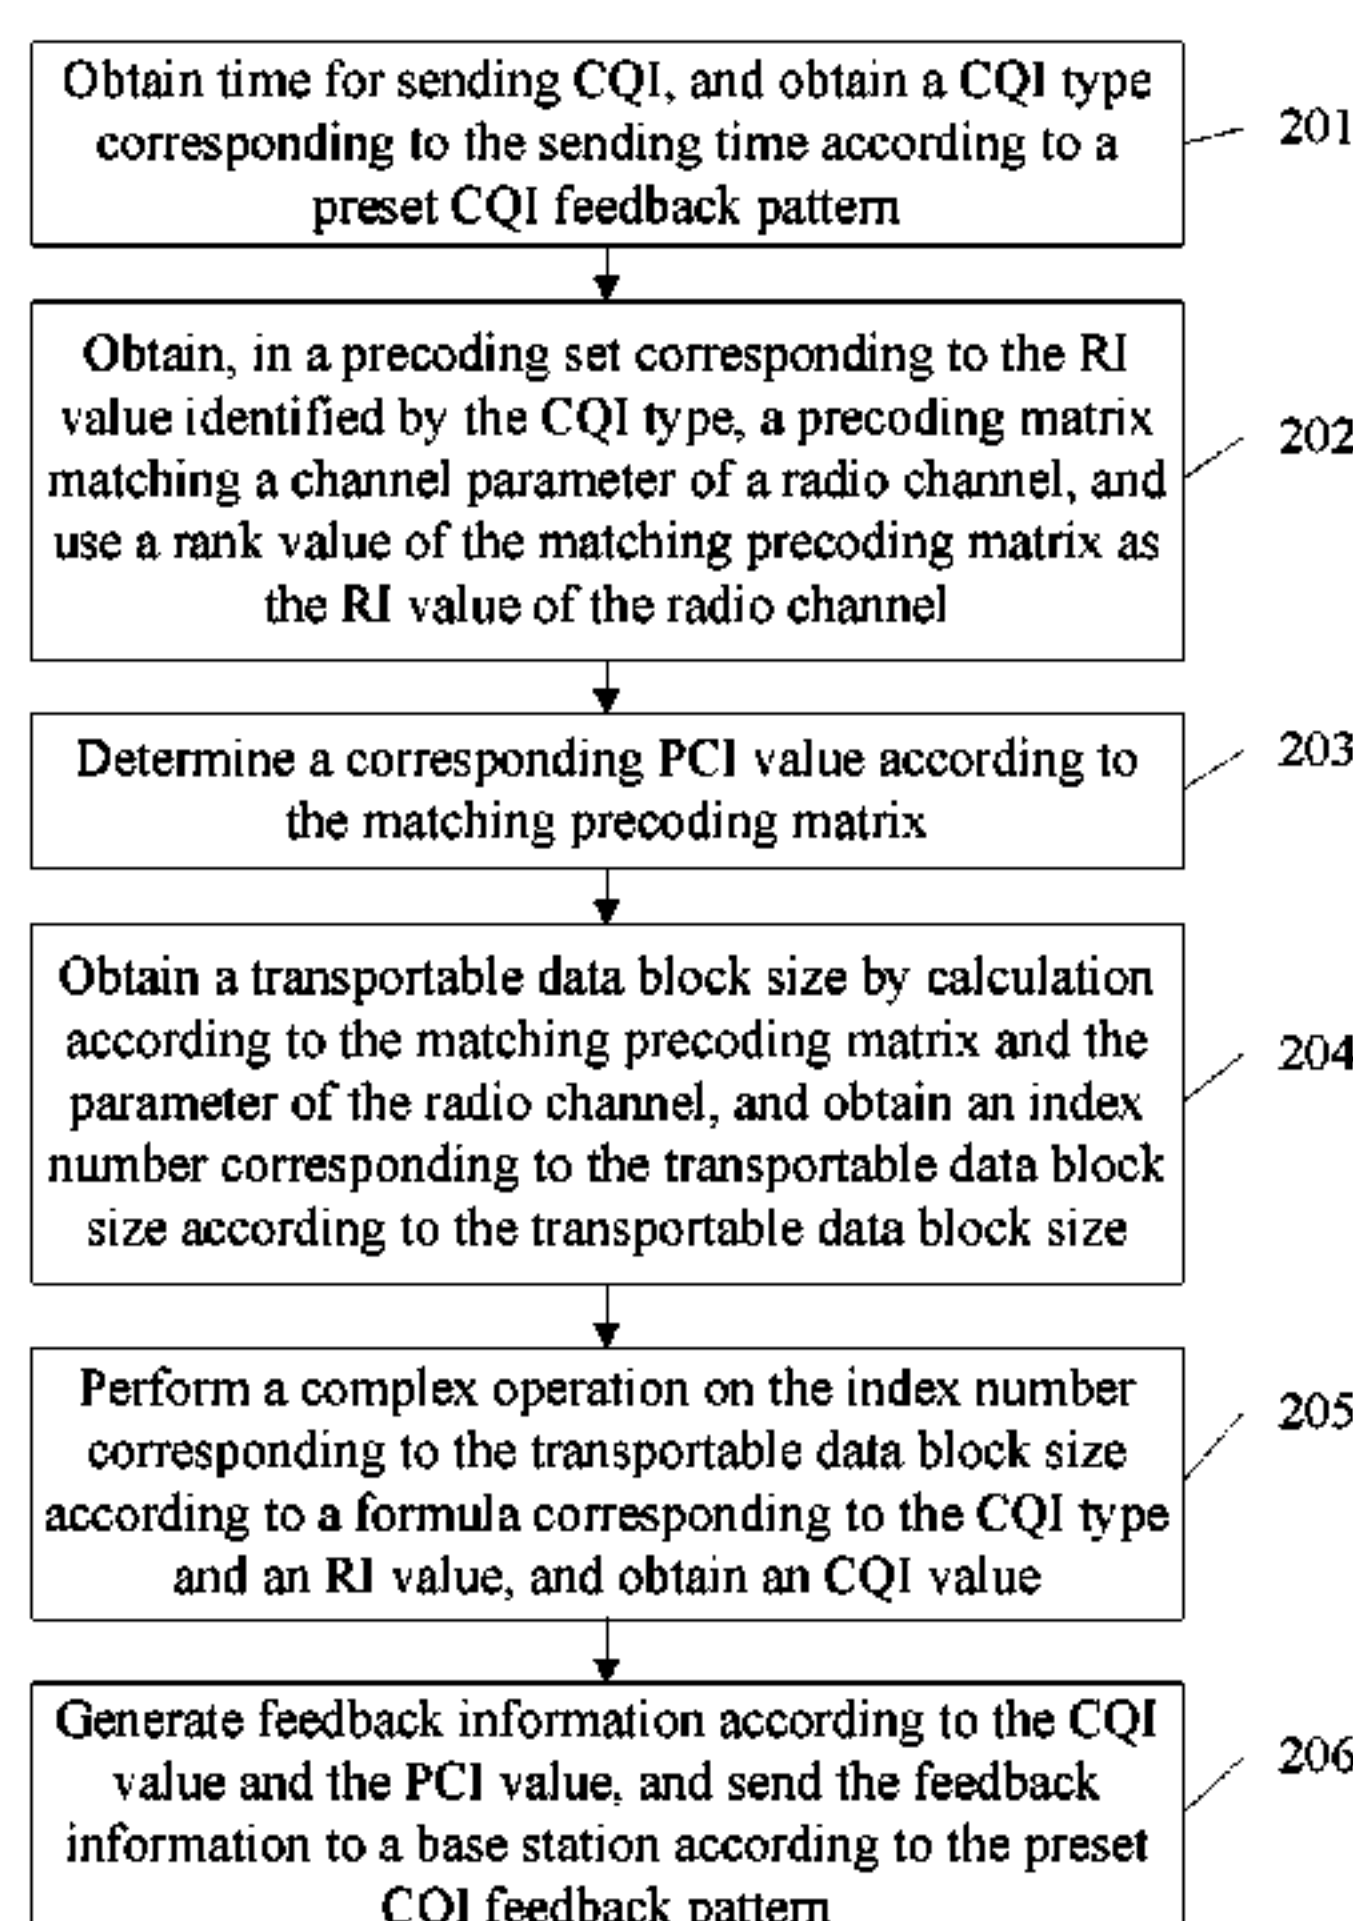 Obtain time for sending CQI, and obtain a CQI type
corresponding to the sending time according to a
preset CQI feedback pattern
201
Obtain, in a precoding set corresponding to the RI
value identified by the CQI type, a precoding matrix
matching a channel parameter of a radio channel, and
use a rank value of the matching precoding matrix as
the RI value of the radio channel
202
Determine a corresponding PCI value according to
the matching precoding matrix
203
Obtain a transportable data block size by calculation
according to the matching precoding matrix and the
parameter of the radio channel, and obtain an index
number corresponding to the transportable data block
size according to the transportable data block size
204
Perform a complex operation on the index number
corresponding to the transportable data block size
according to a formula corresponding to the CQI type
and an RI value, and obtain an CQI value
205
Generate feedback information according to the CQI
value and the PCI value, and send the feedback
information to a base station according to the preset
CQI feedback pattern
206